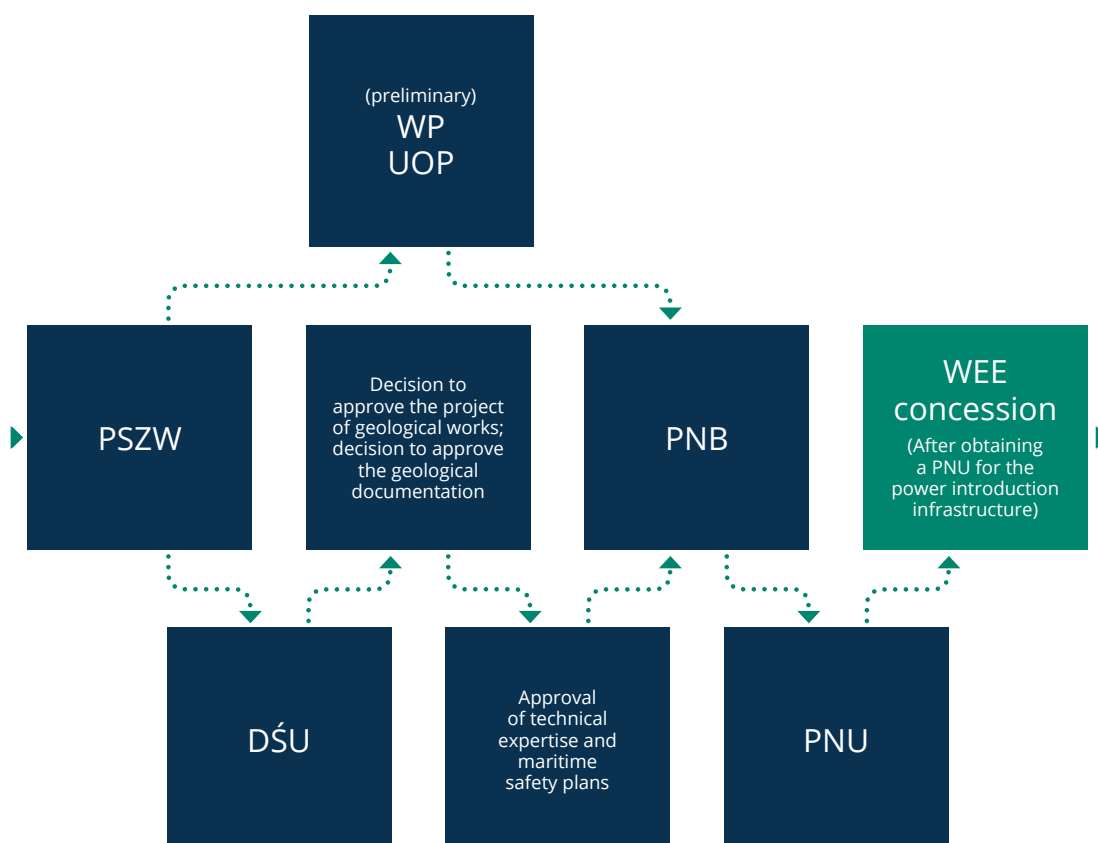 (preliminary)
WP
UOP
PSZW
Decision to
approve the project
of geological works;
decision to approve
the geological
documentation
PNB
WEE
concession
(After obtaining
a PNU for the
power introduction
infrastructure)
DŚU
Approval
of technical
expertise and
maritime
safety plans
PNU